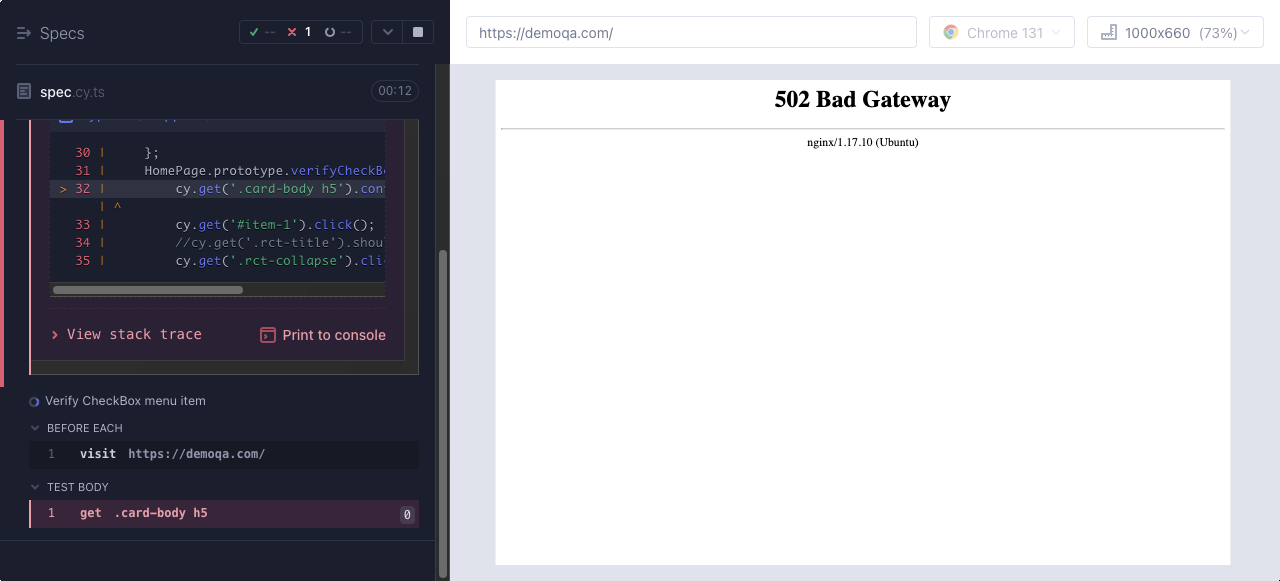 Specs
-- 1 --
https://demoqa.com/
Chrome 131
1000x660 (73%)
spec.cy.ts
00:12
502 Bad Gateway
nginx/1.17.10 (Ubuntu)
30 | };
31 | HomePage.prototype.verifyCheckBo
> 32 | cy.get('.card-body h5').con
| ^
33 | cy.get('#item-1').click();
34 | //cy.get('.rct-title').shou
35 | cy.get('.rct-collapse').cli
> View stack trace
Print to console
Verify CheckBox menu item
BEFORE EACH
1 visit https://demoqa.com/
TEST BODY
1 get .card-body h5 0